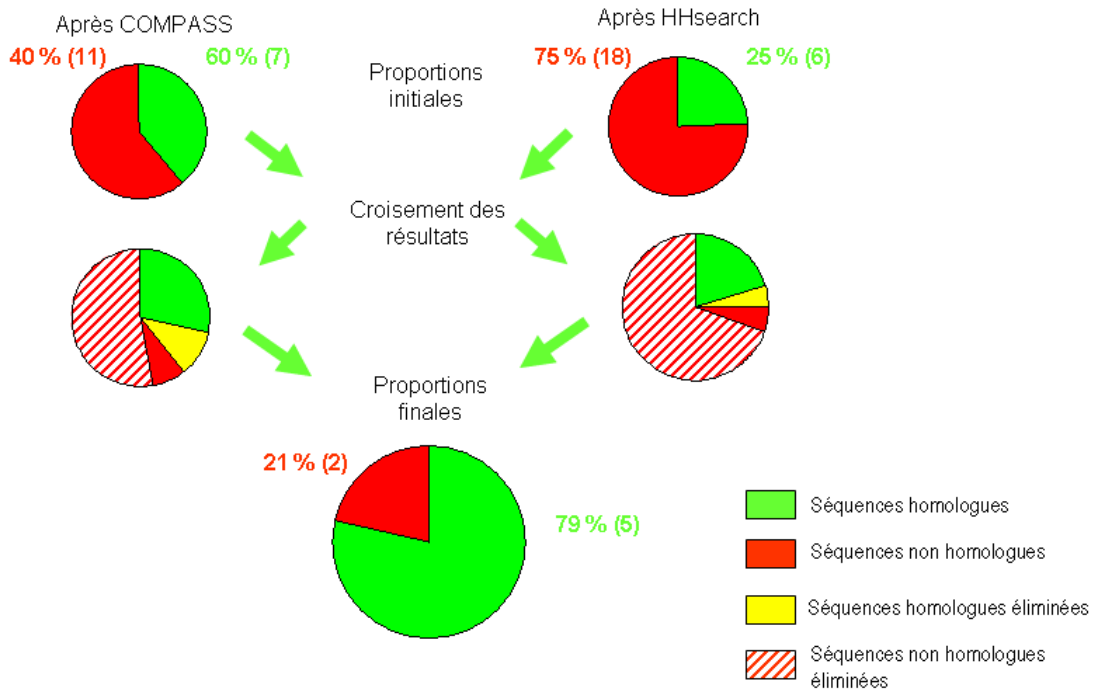 Après COMPASS
Après HHsearch
40 % (11)
60 % (7)
75 % (18)
25 % (6)
Proportions
initiales
Croisement des
résultats
Proportions
finales
21 % (2)
79 % (5)
Séquences homologues
Séquences non homologues
Séquences homologues éliminées
Séquences non homologues
éliminées